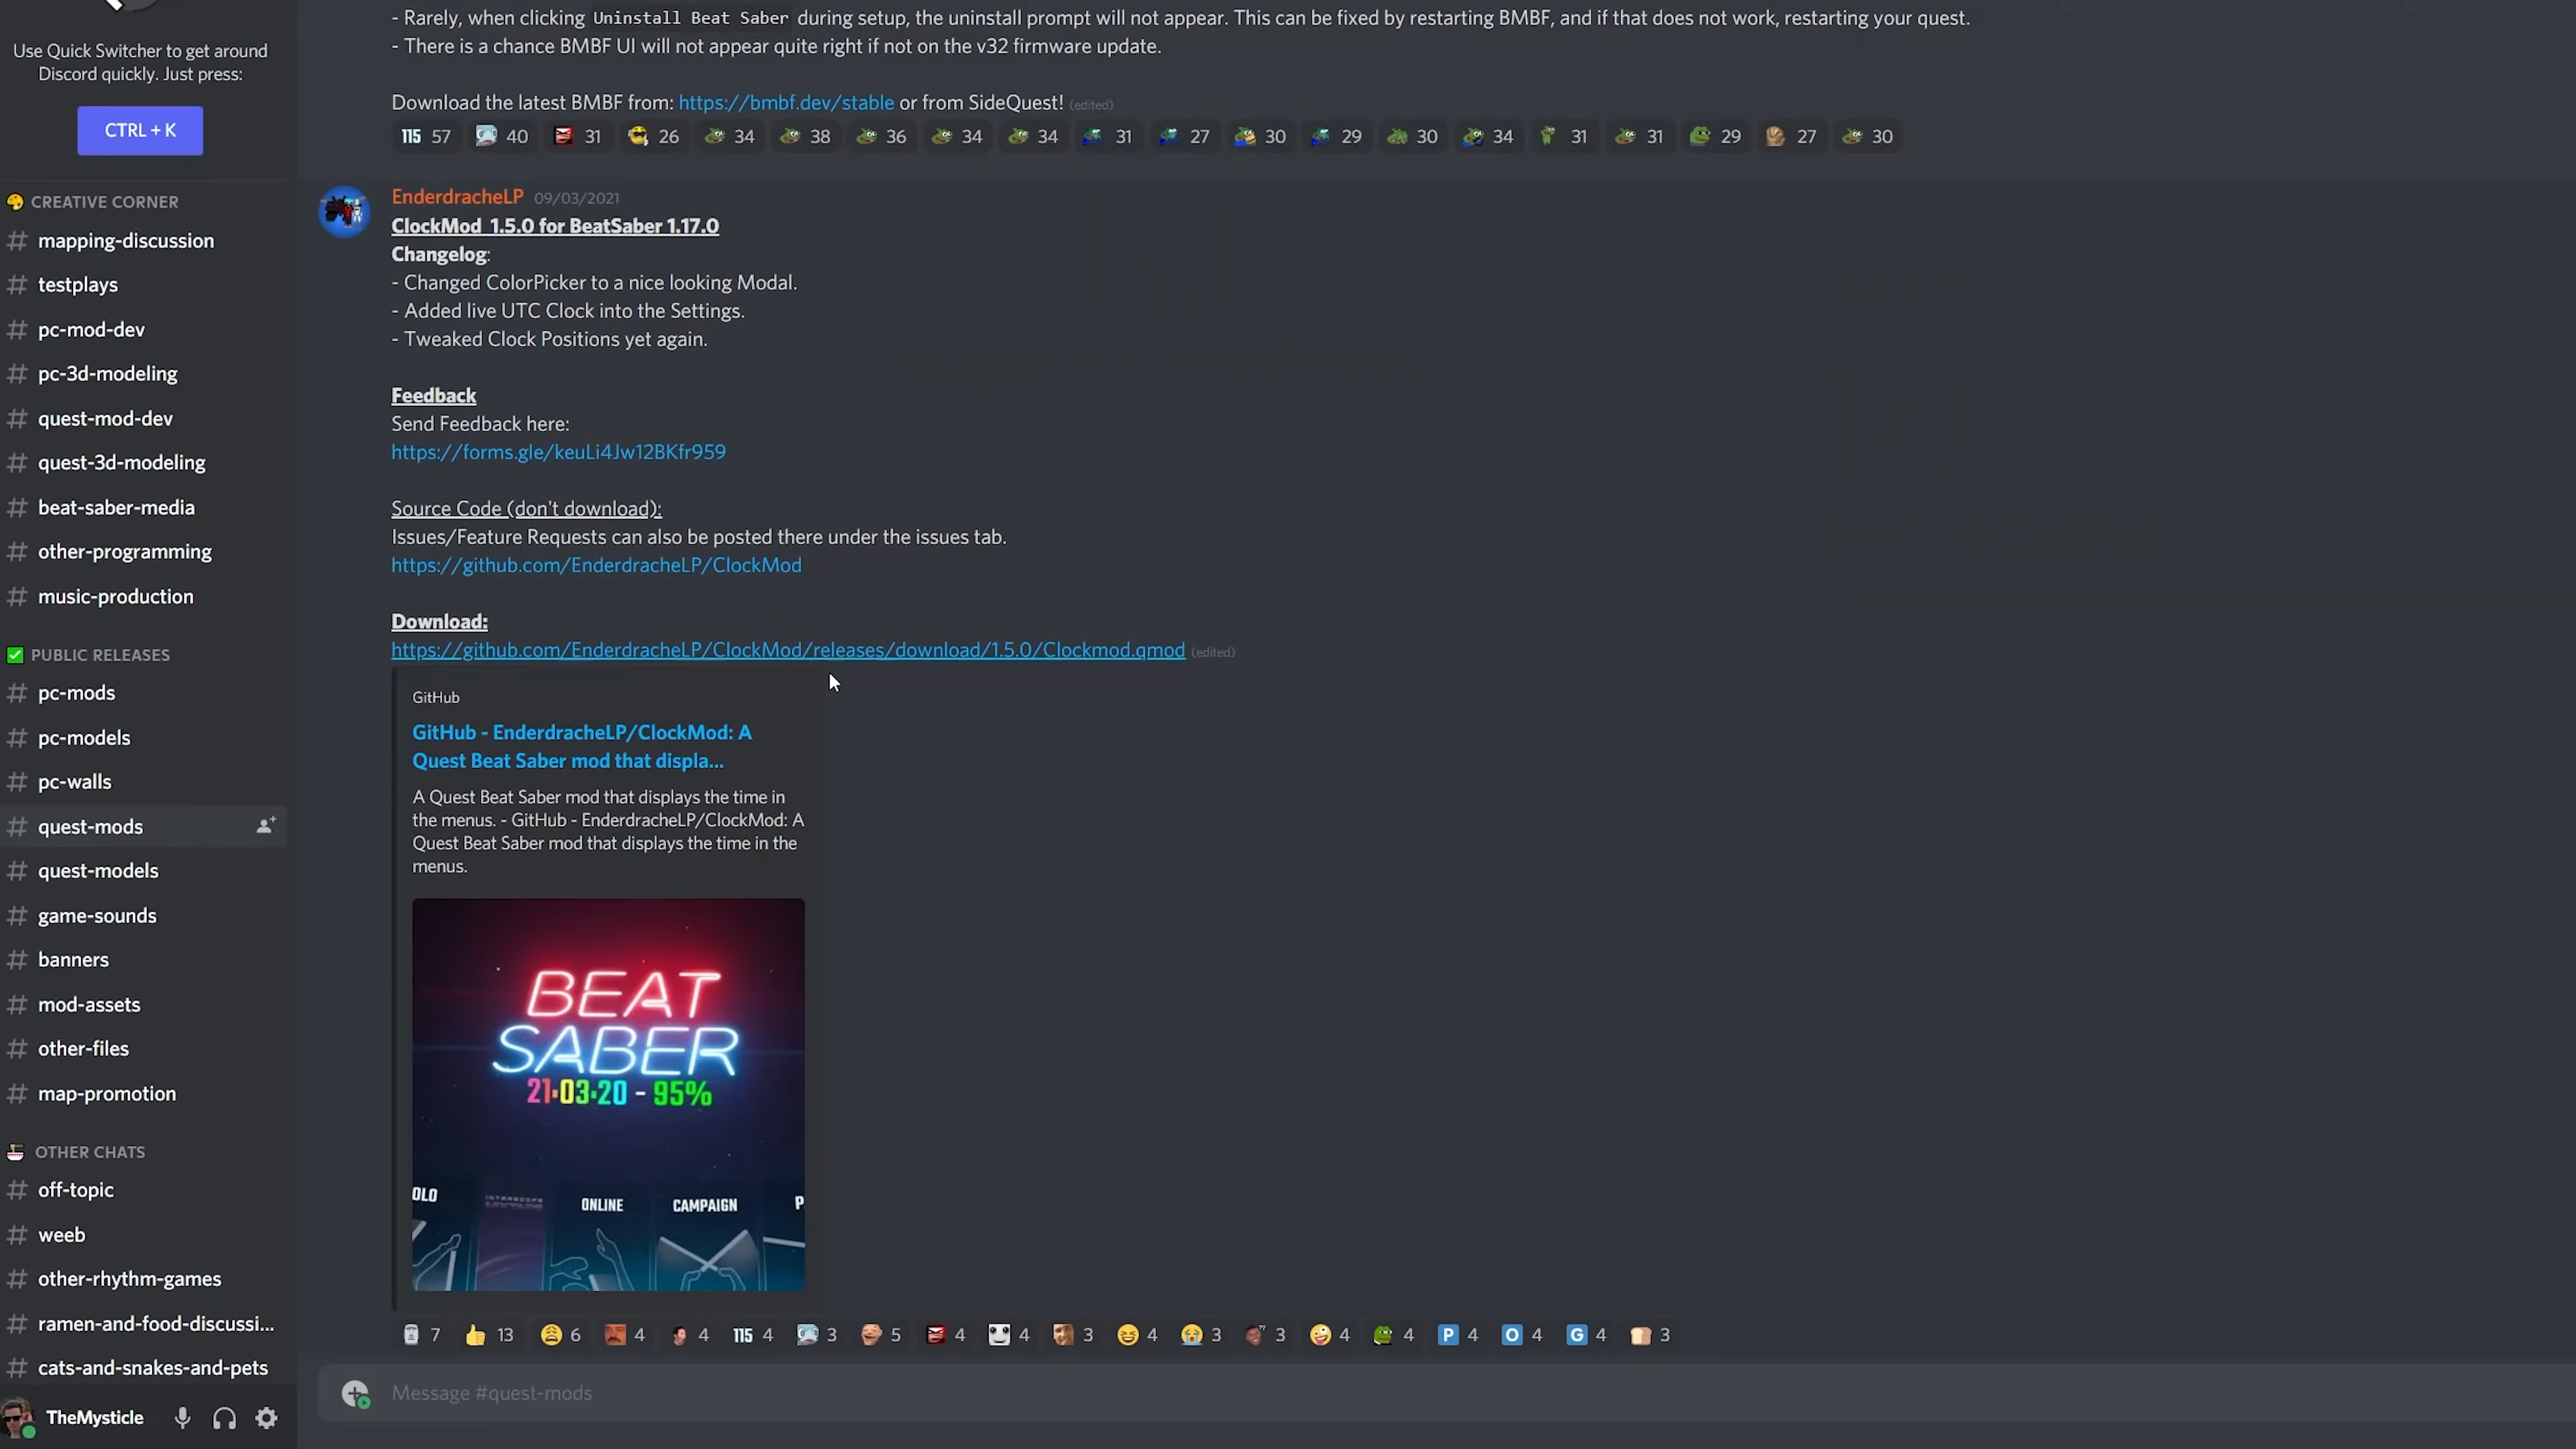 Use Quick Switcher to get around
Discord quickly. Just press:
CTRL + K
CREATIVE CORNER
# mapping-discussion
# testplays
# pc-mod-dev
# pc-3d-modeling
# quest-mod-dev
# quest-3d-modeling
# beat-saber-media
# other-programming
# music-production
PUBLIC RELEASES
# pc-mods
# pc-models
# pc-walls
# quest-mods
# quest-models
# game-sounds
# banners
# mod-assets
# other-files
# map-promotion
OTHER CHATS
# off-topic
# weeb
# other-rhythm-games
# ramen-and-food-discussi...
# cats-and-snakes-and-pets
TheMysticle
- Rarely, when clicking Uninstall Beat Saber during setup, the uninstall prompt will not appear. This can be fixed by restarting BMBF, and if that does not work, restarting your quest.
- There is a chance BMBF UI will not appear quite right if not on the v32 firmware update.
Download the latest BMBF from: https://bmbf.dev/stable or from SideQuest! (edited)
115 57 40 31 26 34 38 36 34 34 31 27 30 29 30 34 31 31 29 27 30
EnderdracheLP 09/03/2021
ClockMod 1.5.0 for BeatSaber 1.17.0
Changelog:
- Changed ColorPicker to a nice looking Modal.
- Added live UTC Clock into the Settings.
- Tweaked Clock Positions yet again.
Feedback
Send Feedback here:
https://forms.gle/keuLi4Jw12BKfr959
Source Code (don't download):
Issues/Feature Requests can also be posted there under the issues tab.
https://github.com/EnderdracheLP/ClockMod
Download:
https://github.com/EnderdracheLP/ClockMod/releases/download/1.5.0/Clockmod.qmod (edited)
GitHub
GitHub - EnderdracheLP/ClockMod: A
Quest Beat Saber mod that displa...
A Quest Beat Saber mod that displays the time in
the menus. - GitHub - EnderdracheLP/ClockMod: A
Quest Beat Saber mod that displays the time in the
menus.
BEAT
SABER
21:03:20 - 95%
OLO ONLINE CAMPAIGN P
7 13 6 4 4 115 4 3 5 4 4 3 4 3 3 4 4 P 4 O 4 G 4 3
Message #quest-mods